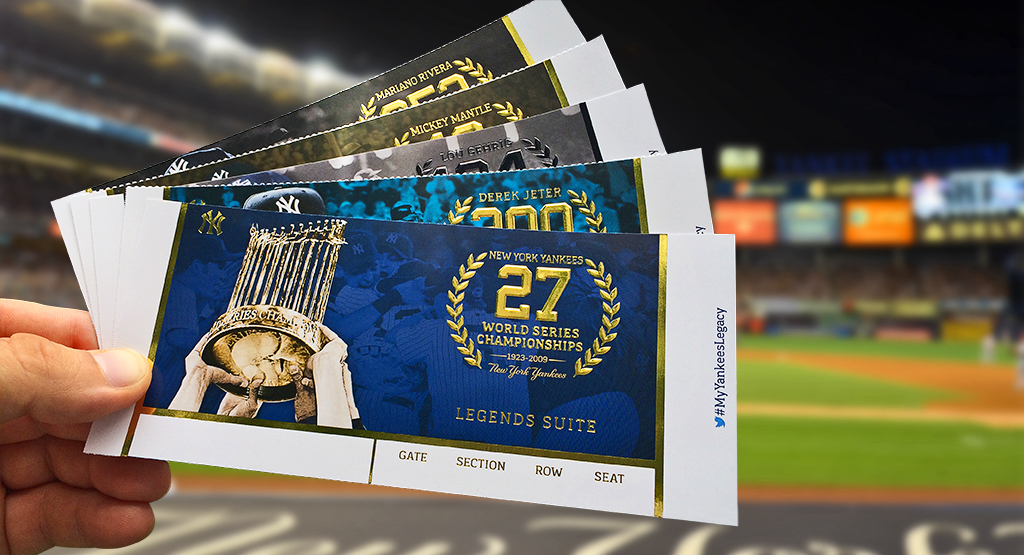 MARIANO RIVERA
MICKEY MANTLE
LOU GEHRIG
DEREK JETER
NY
NEW YORK YANKEES
27
WORLD SERIES
CHAMPIONSHIPS
1923-2009
New York Yankees
LEGENDS SUITE
GATE SECTION ROW SEAT
#MyYankeesLegacy